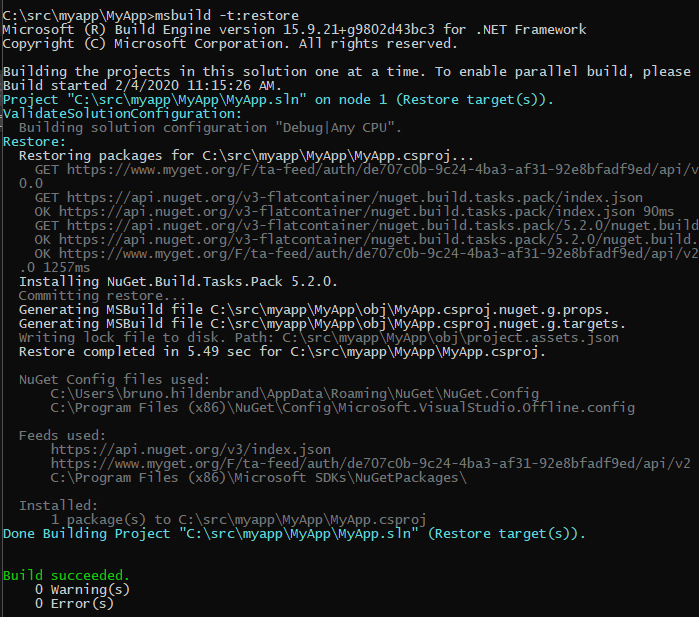 C:\src\myapp\MyApp>msbuild -t:restore
Microsoft (R) Build Engine version 15.9.21+g9802d43bc3 for .NET Framework
Copyright (C) Microsoft Corporation. All rights reserved.
Building the projects in this solution one at a time. To enable parallel build, please
Build started 2/4/2020 11:15:26 AM.
Project "C:\src\myapp\MyApp\MyApp.sln" on node 1 (Restore target(s)).
ValidateSolutionConfiguration:
Building solution configuration "Debug|Any CPU".
Restore:
Restoring packages for C:\src\myapp\MyApp\MyApp.csproj...
GET https://www.myget.org/F/ta-feed/auth/de707c0b-9c24-4ba3-af31-92e8bfadf9ed/api/v
0.0
GET https://api.nuget.org/v3-flatcontainer/nuget.build.tasks.pack/index.json
OK https://api.nuget.org/v3-flatcontainer/nuget.build.tasks.pack/index.json 90ms
GET https://api.nuget.org/v3-flatcontainer/nuget.build.tasks.pack/5.2.0/nuget.build
OK https://api.nuget.org/v3-flatcontainer/nuget.build.tasks.pack/5.2.0/nuget.build.
OK https://www.myget.org/F/ta-feed/auth/de707c0b-9c24-4ba3-af31-92e8bfadf9ed/api/v2
.0 1257ms
Installing NuGet.Build.Tasks.Pack 5.2.0.
Committing restore...
Generating MSBuild file C:\src\myapp\MyApp\obj\MyApp.csproj.nuget.g.props.
Generating MSBuild file C:\src\myapp\MyApp\obj\MyApp.csproj.nuget.g.targets.
Writing lock file to disk. Path: C:\src\myapp\MyApp\obj\project.assets.json
Restore completed in 5.49 sec for C:\src\myapp\MyApp\MyApp.csproj.
NuGet Config files used:
C:\Users\bruno.hildenbrand\AppData\Roaming\NuGet\NuGet.Config
C:\Program Files (x86)\NuGet\Config\Microsoft.VisualStudio.Offline.config
Feeds used:
https://api.nuget.org/v3/index.json
https://www.myget.org/F/ta-feed/auth/de707c0b-9c24-4ba3-af31-92e8bfadf9ed/api/v2
C:\Program Files (x86)\Microsoft SDKs\NuGetPackages\
Installed:
1 package(s) to C:\src\myapp\MyApp\MyApp.csproj
Done Building Project "C:\src\myapp\MyApp\MyApp.sln" (Restore target(s)).
Build succeeded.
0 Warning(s)
0 Error(s)